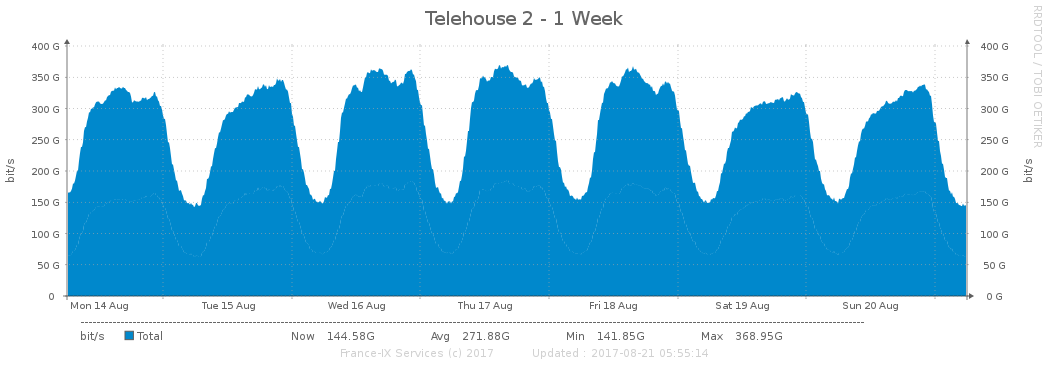 Telehouse 2 - 1 Week
RRDTOOL / TOBI OETIKER
400 G 400 G
350 G 350 G
300 G 300 G
250 G 250 G
200 G 200 G
150 G 150 G
100 G 100 G
50 G 50 G
0 0 G
bit/s bit/s
Mon 14 Aug Tue 15 Aug Wed 16 Aug Thu 17 Aug Fri 18 Aug Sat 19 Aug Sun 20 Aug
bit/s Total Now 144.58G Avg 271.88G Min 141.85G Max 368.95G
France-IX Services (c) 2017 Updated : 2017-08-21 05:55:14